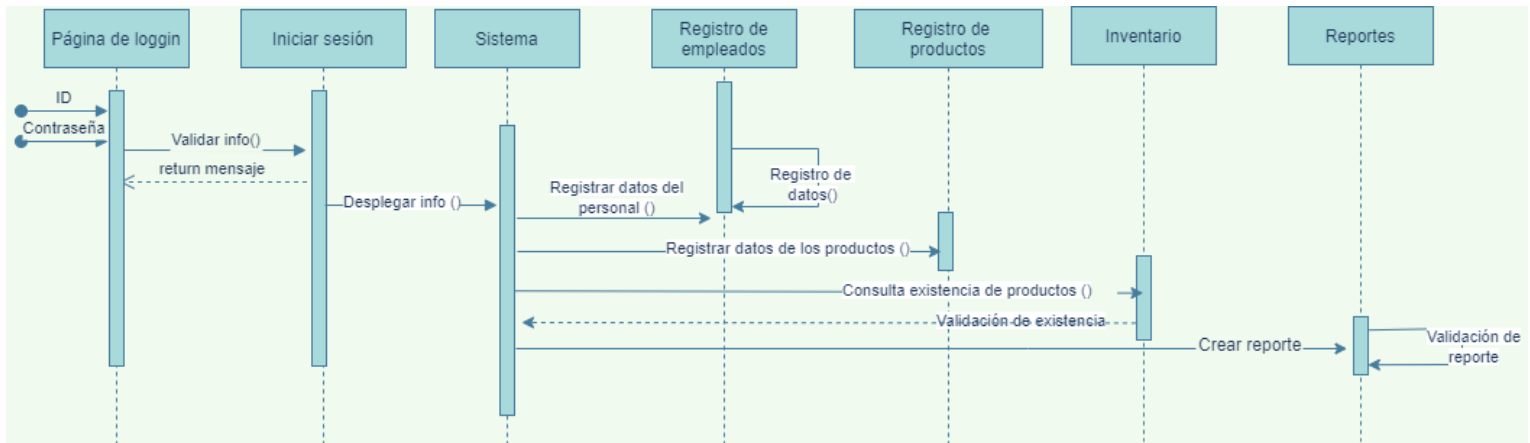 Página de loggin
Iniciar sesión
Sistema
Registro de
empleados
Registro de
productos
Inventario
Reportes
ID
Contraseña
Validar info()
return mensaje
Desplegar info ()
Registrar datos del
personal ()
Registro de
datos()
Registrar datos de los productos ()
Consulta existencia de productos ()
Validación de existencia
Crear reporte
Validación de
reporte